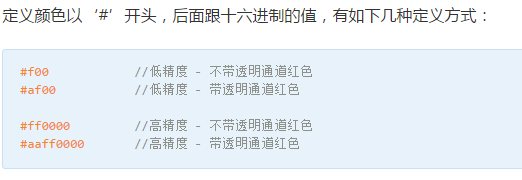 定义颜色以‘#’开头，后面跟十六进制的值，有如下几种定义方式：
#f00 //低精度 - 不带透明通道红色
#af00 //低精度 - 带透明通道红色
#ff0000 //高精度 - 不带透明通道红色
#aaff0000 //高精度 - 带透明通道红色